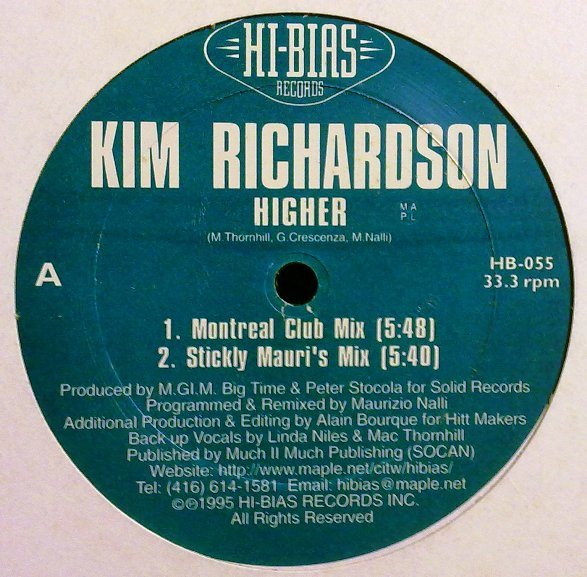 HI-BIAS
RECORDS
KIM RICHARDSON
HIGHER
M A
P L
(M.Thornhill, G.Crescenza, M.Nalli)
A
HB-055
33.3 rpm
1. Montreal Club Mix (5:48)
2. Stickly Mauri's Mix (5:40)
Produced by M.GI.M. Big Time & Peter Stocola for Solid Records
Programmed & Remixed by Maurizio Nalli
Additional Production & Editing by Alain Bourque for Hitt Makers
Back up Vocals by Linda Niles & Mac Thornhill
Published by Much II Much Publishing (SOCAN)
Website: http://www.maple.net/citw/hibias/
Tel: (416) 614-1581 Email: hibias@maple.net
©℗1995 HI-BIAS RECORDS INC.
All Rights Reserved